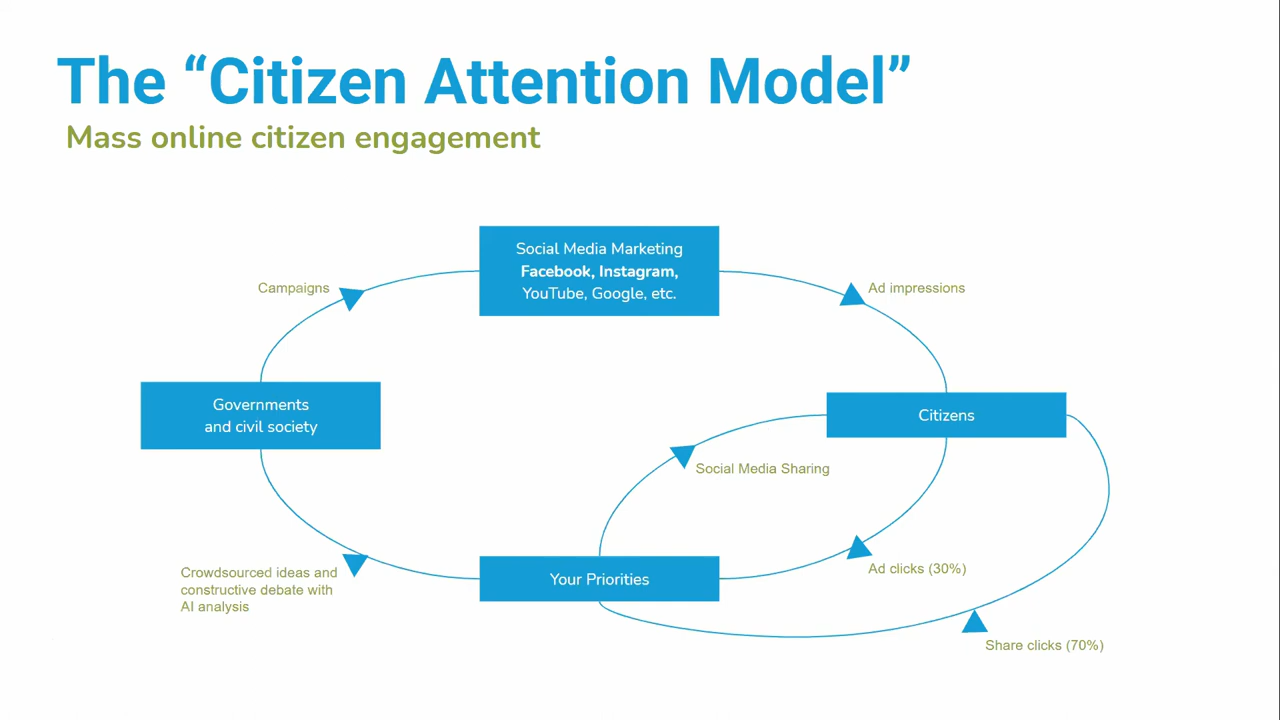 The “Citizen Attention Model”
Mass online citizen engagement
Social Media Marketing
Facebook, Instagram,
YouTube, Google, etc.
Campaigns
Ad impressions
Governments
and civil society
Citizens
Social Media Sharing
Crowdsourced ideas and
constructive debate with
AI analysis
Your Priorities
Ad clicks (30%)
Share clicks (70%)